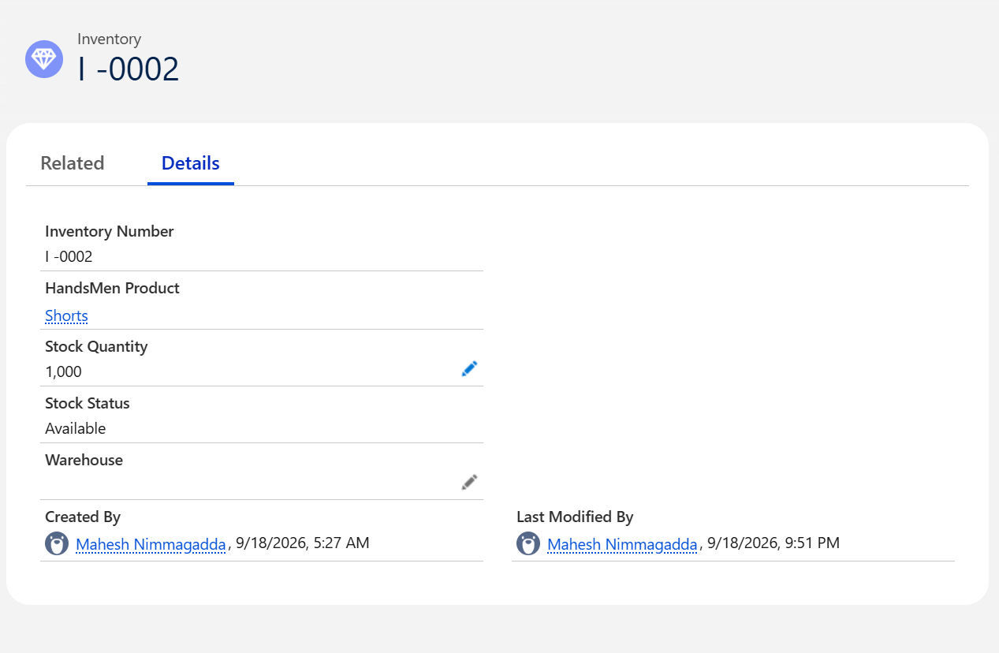 Inventory
I -0002
Related
Details
Inventory Number
I -0002
HandsMen Product
Shorts
Stock Quantity
1,000
Stock Status
Available
Warehouse
Created By
Mahesh Nimmagadda, 9/18/2026, 5:27 AM
Last Modified By
Mahesh Nimmagadda, 9/18/2026, 9:51 PM